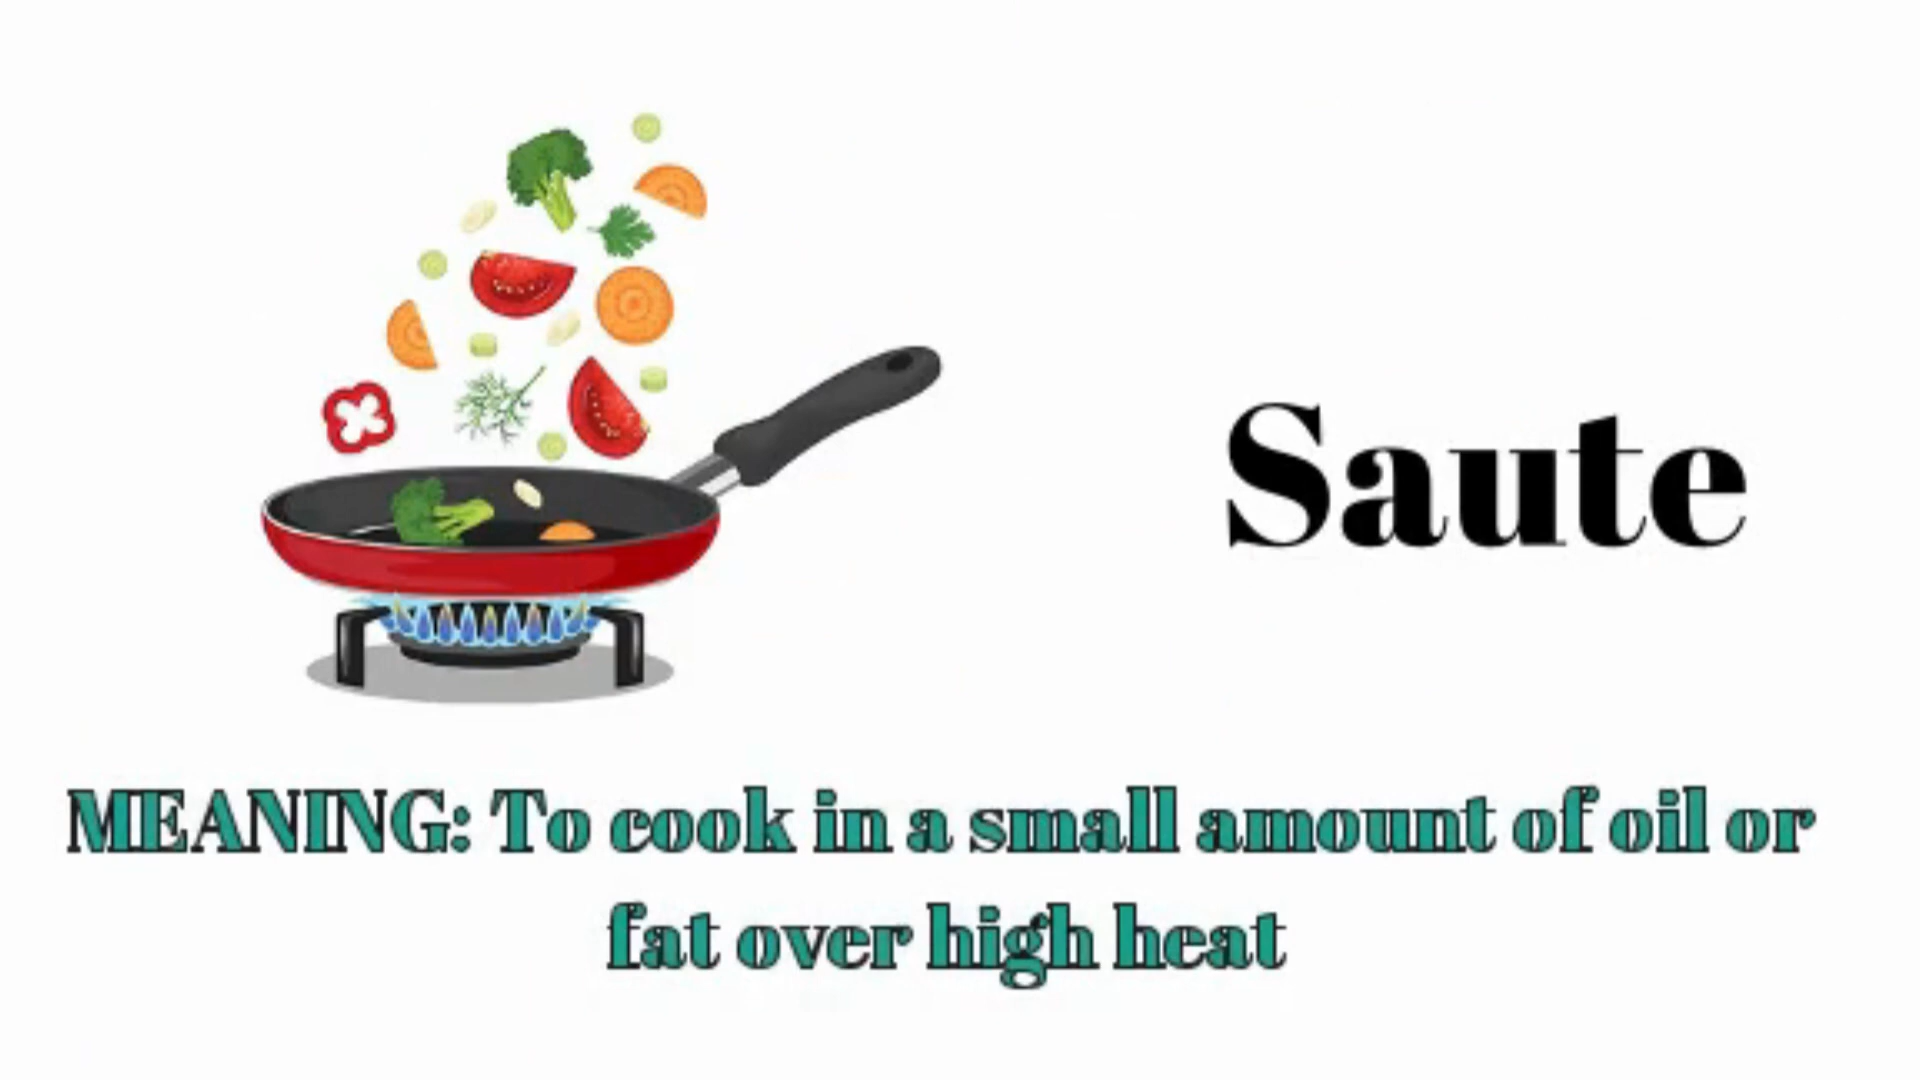 Saute
MEANING: To cook in a small amount of oil or
fat over high heat